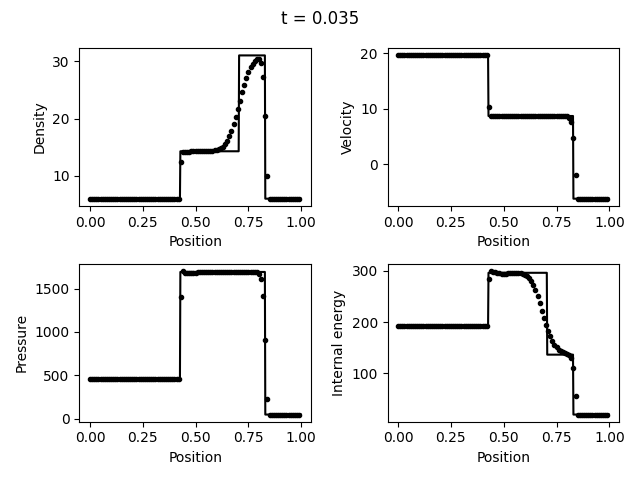 t = 0.035
30
20
10
Density
0.00 0.25 0.50 0.75 1.00
Position
20
10
0
Velocity
0.00 0.25 0.50 0.75 1.00
Position
1500
1000
500
0
Pressure
0.00 0.25 0.50 0.75 1.00
Position
300
200
100
Internal energy
0.00 0.25 0.50 0.75 1.00
Position